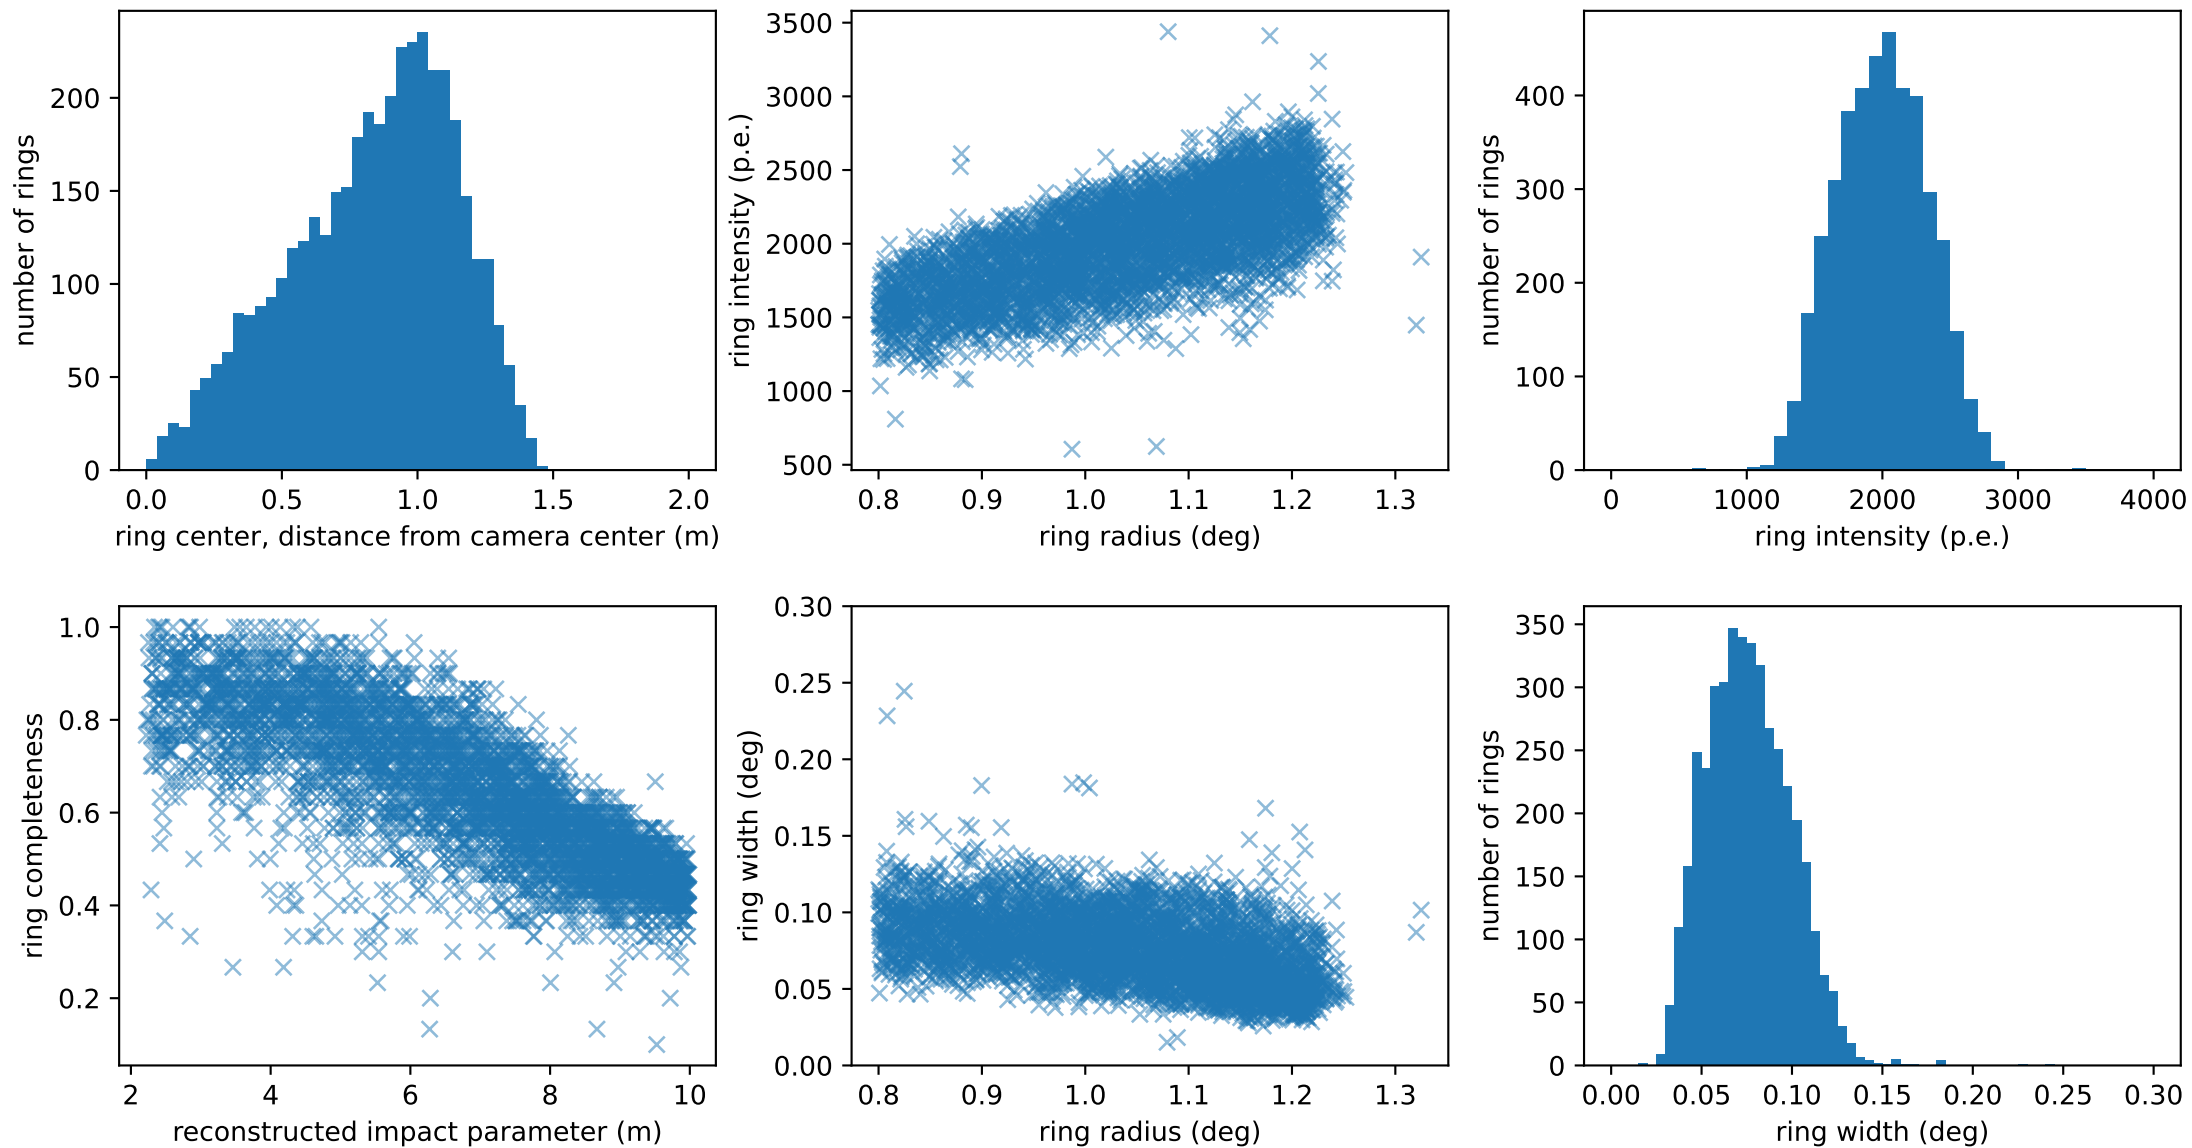 number of rings
200
150
100
50
0
0.0 0.5 1.0 1.5 2.0
ring center, distance from camera center (m)
ring intensity (p.e.)
3500
3000
2500
2000
1500
1000
500
0.8 0.9 1.0 1.1 1.2 1.3
ring radius (deg)
number of rings
400
300
200
100
0
0 1000 2000 3000 4000
ring intensity (p.e.)
ring completeness
1.0
0.8
0.6
0.4
0.2
2 4 6 8 10
reconstructed impact parameter (m)
ring width (deg)
0.30
0.25
0.20
0.15
0.10
0.05
0.00
0.8 0.9 1.0 1.1 1.2 1.3
ring radius (deg)
number of rings
350
300
250
200
150
100
50
0
0.00 0.05 0.10 0.15 0.20 0.25 0.30
ring width (deg)